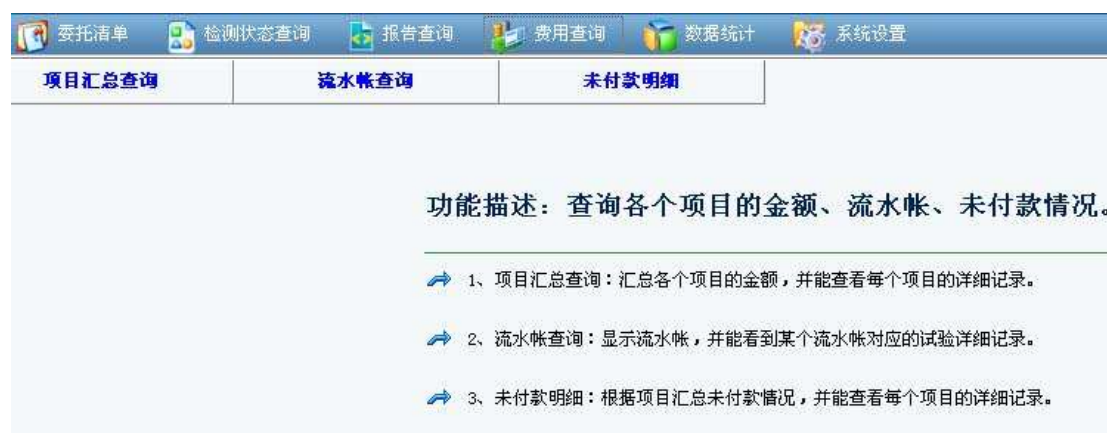 委托清单 检测状态查询 报告查询 费用查询 数据统计 系统设置
项目汇总查询 流水帐查询 未付款明细
功能描述：查询各个项目的金额、流水帐、未付款情况。
1、项目汇总查询：汇总各个项目的金额，并能查看每个项目的详细记录。
2、流水帐查询：显示流水帐，并能看到某个流水帐对应的试验详细记录。
3、未付款明细：根据项目汇总未付款情况，并能查看每个项目的详细记录。